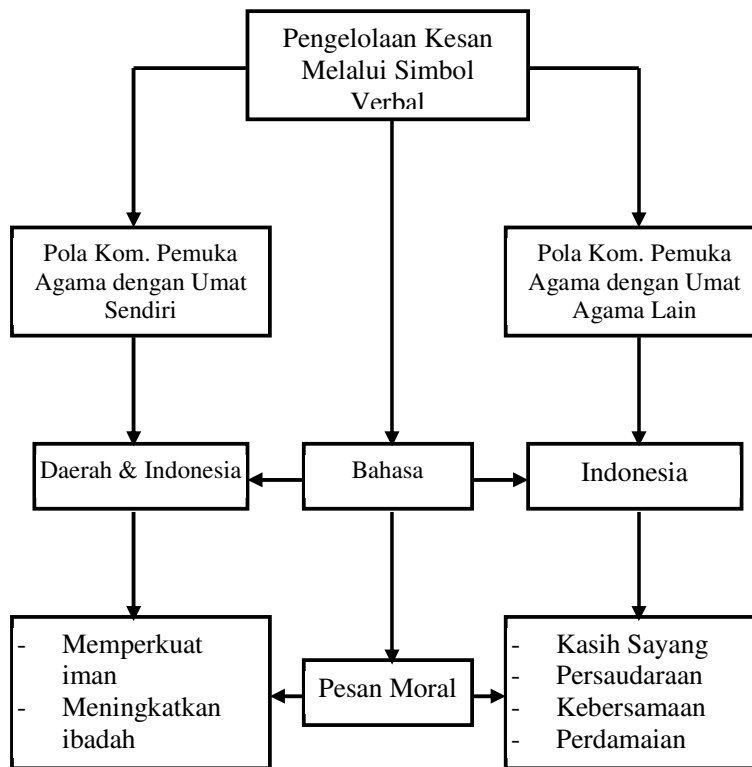 Pengelolaan Kesan
Melalui Simbol
Verbal
Pola Kom. Pemuka
Agama dengan Umat
Sendiri
Pola Kom. Pemuka
Agama dengan Umat
Agama Lain
Daerah & Indonesia
Bahasa
Indonesia
- Memperkuat
iman
- Meningkatkan
ibadah
Pesan Moral
- Kasih Sayang
- Persaudaraan
- Kebersamaan
- Perdamaian